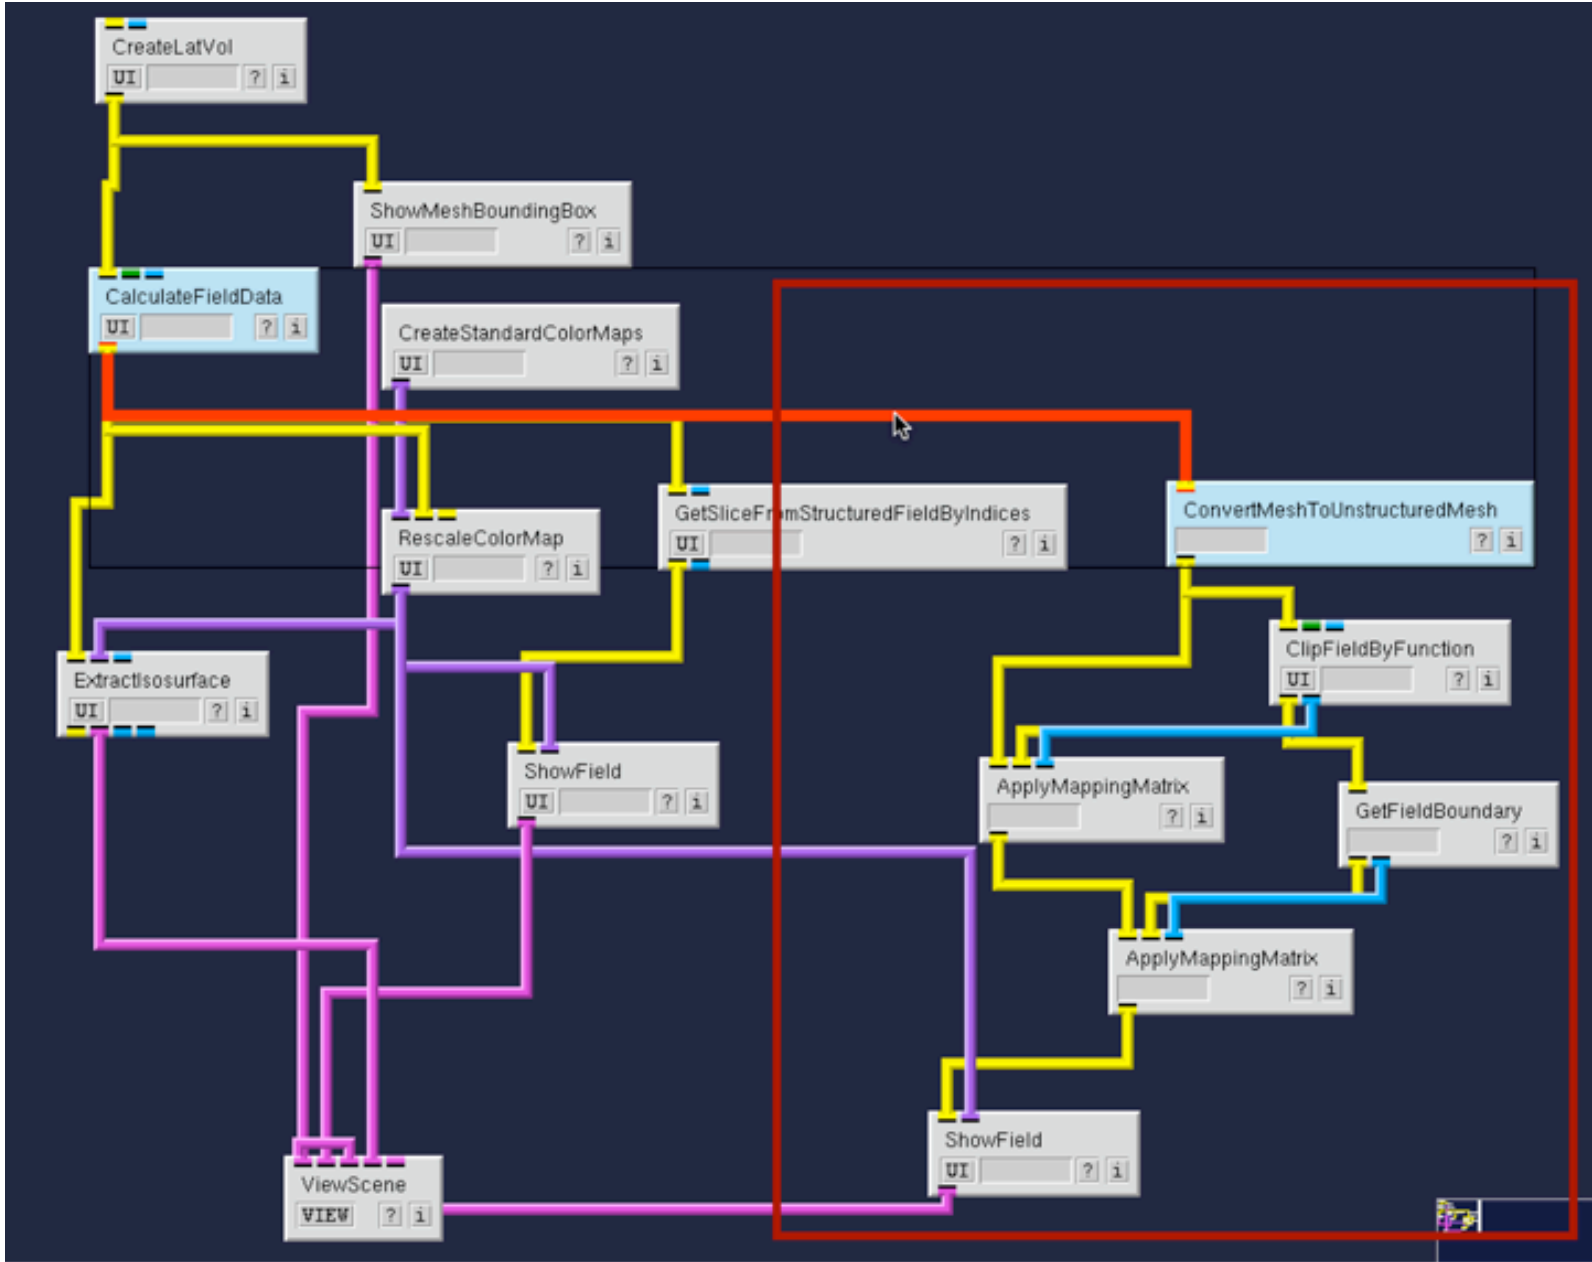 CreateLatVol
UI ? i
ShowMeshBoundingBox
UI ? i
CalculateFieldData
UI ? i
CreateStandardColorMaps
UI ? i
GetSliceFromStructuredFieldByIndices
UI ? i
ConvertMeshToUnstructuredMesh
? i
RescaleColorMap
UI ? i
ClipFieldByFunction
UI ? i
ExtractIsosurface
UI ? i
ShowField
UI ? i
ApplyMappingMatrix
? i
GetFieldBoundary
? i
ApplyMappingMatrix
? i
ShowField
UI ? i
ViewScene
VIEW ? i